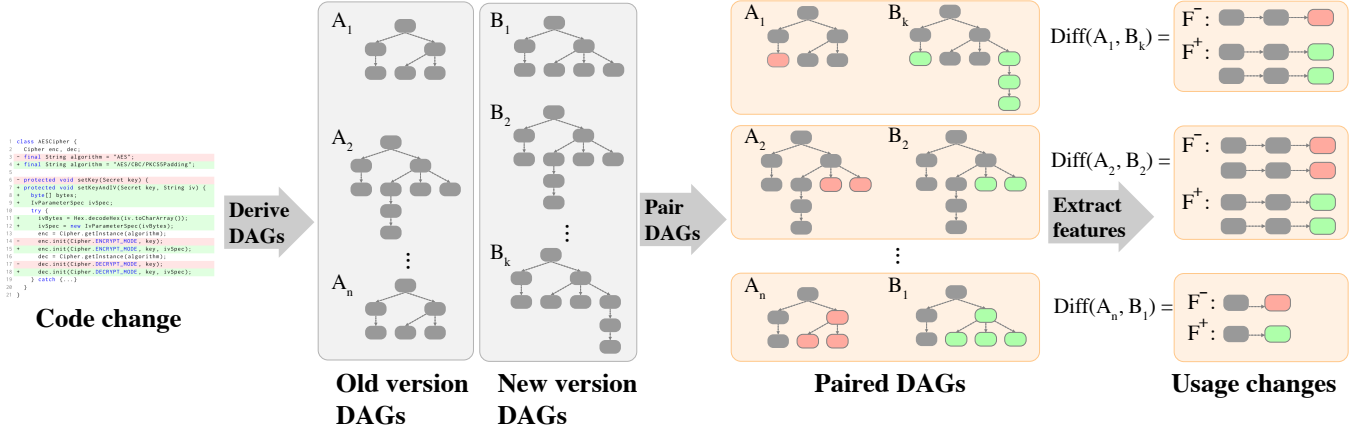 1 class AESCipher {
2 Cipher enc, dec;
3 - final String algorithm = "AES";
4 + final String algorithm = "AES/CBC/PKCS5Padding";
5
6 - protected void setKey(Secret key) {
7 + protected void setKeyAndIV(Secret key, String iv) {
8 + byte[] bytes;
9 + IvParameterSpec ivSpec;
10 try {
11 + ivBytes = Hex.decodeHex(iv.toCharArray());
12 + ivSpec = new IvParameterSpec(ivBytes);
13 enc = Cipher.getInstance(algorithm);
14 - enc.init(Cipher.ENCRYPT_MODE, key);
15 + enc.init(Cipher.ENCRYPT_MODE, key, ivSpec);
16 dec = Cipher.getInstance(algorithm);
17 - dec.init(Cipher.DECRYPT_MODE, key);
18 + dec.init(Cipher.DECRYPT_MODE, key, ivSpec);
19 } catch {...}
20 }
21 }
Code change
Derive
DAGs
A1
A2
...
An
Old version
DAGs
B1
B2
...
Bk
New version
DAGs
Pair
DAGs
A1
Bk
A2
B2
...
An
B1
Paired DAGs
Diff(A1, Bk) =
Diff(A2, B2) =
Extract
features
Diff(An, B1) =
F-:
F+:
F-:
F+:
F-:
F+:
Usage changes